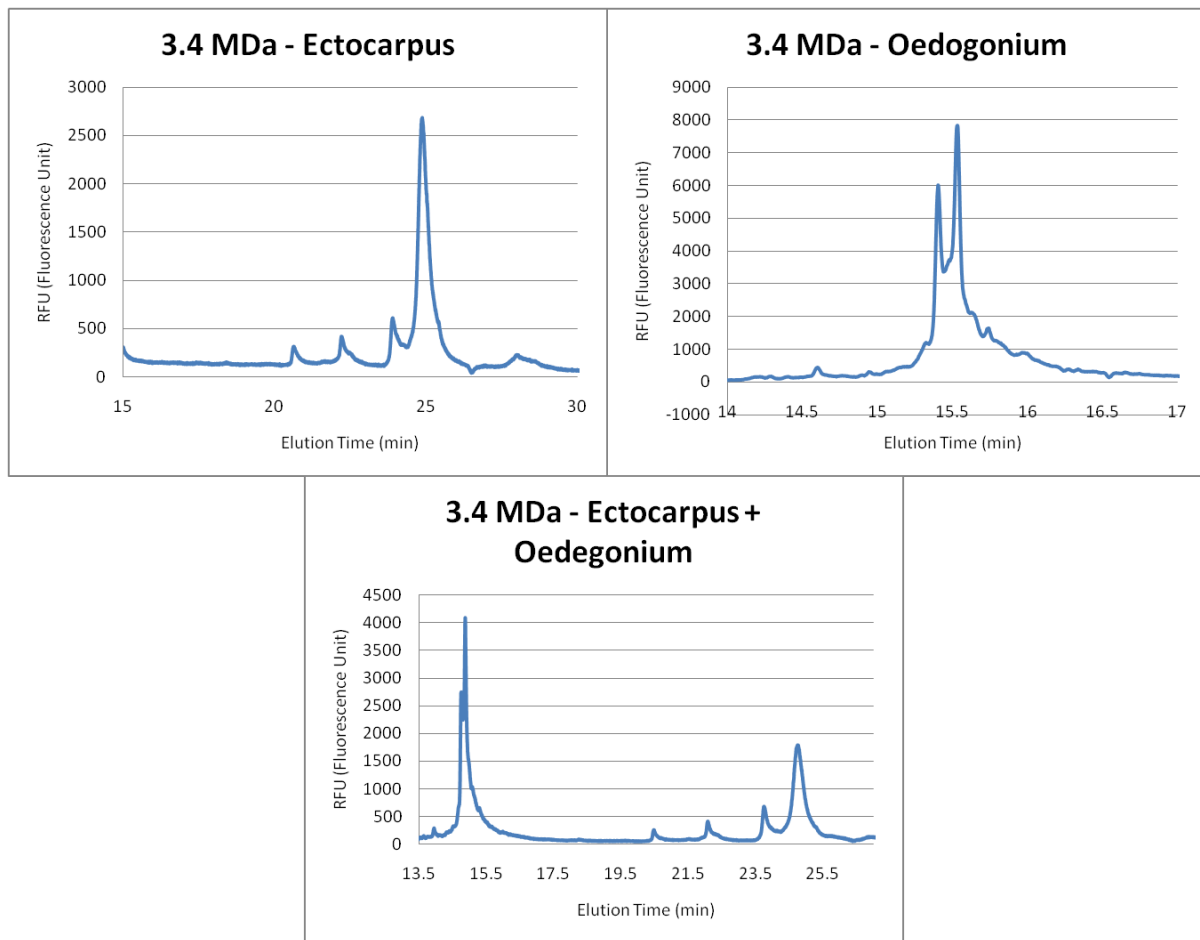 3.4 MDa - Ectocarpus
RFU (Fluorescence Unit)
3000
2500
2000
1500
1000
500
0
15 20 25 30
Elution Time (min)
3.4 MDa - Oedogonium
RFU (Fluorescence Unit)
9000
8000
7000
6000
5000
4000
3000
2000
1000
0
-1000
14 14.5 15 15.5 16 16.5 17
Elution Time (min)
3.4 MDa - Ectocarpus +
Oedegonium
RFU (Fluorescence Unit)
4500
4000
3500
3000
2500
2000
1500
1000
500
0
13.5 15.5 17.5 19.5 21.5 23.5 25.5
Elution Time (min)